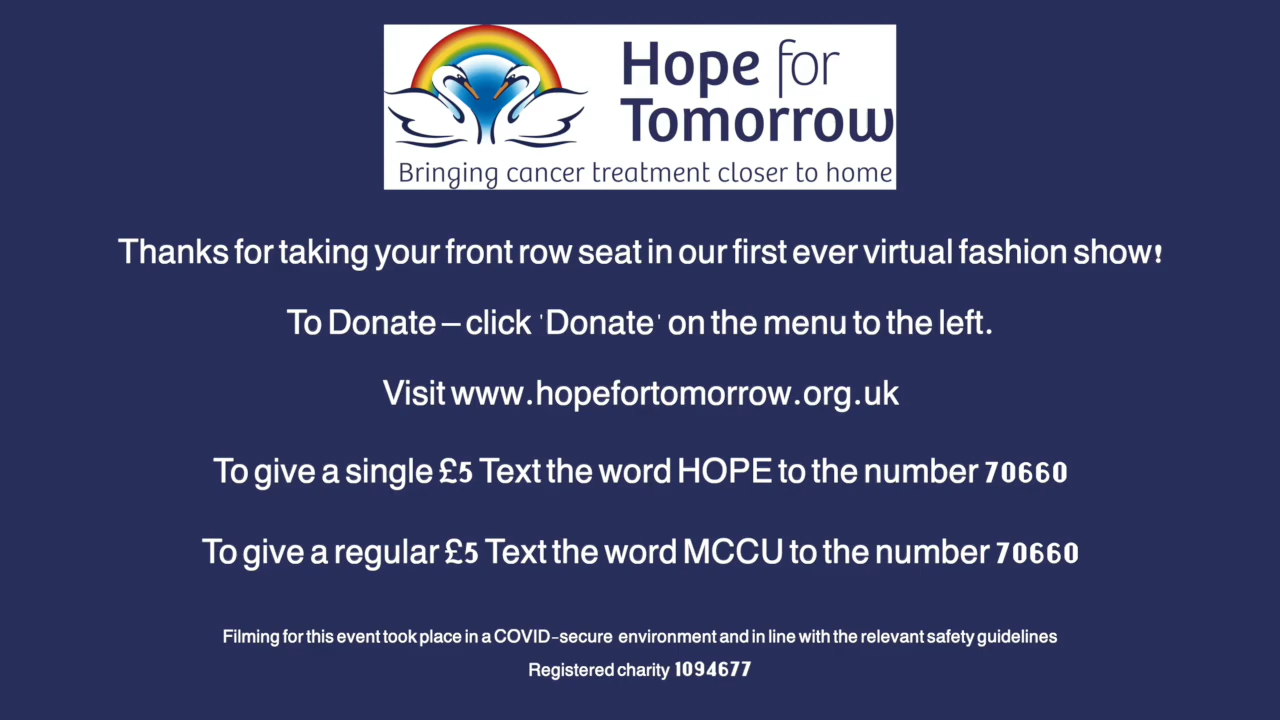 Hope for
Tomorrow
Bringing cancer treatment closer to home
Thanks for taking your front row seat in our first ever virtual fashion show!
To Donate – click 'Donate' on the menu to the left.
Visit www.hopefortomorrow.org.uk
To give a single £5 Text the word HOPE to the number 70660
To give a regular £5 Text the word MCCU to the number 70660
Filming for this event took place in a COVID-secure environment and in line with the relevant safety guidelines
Registered charity 1094677